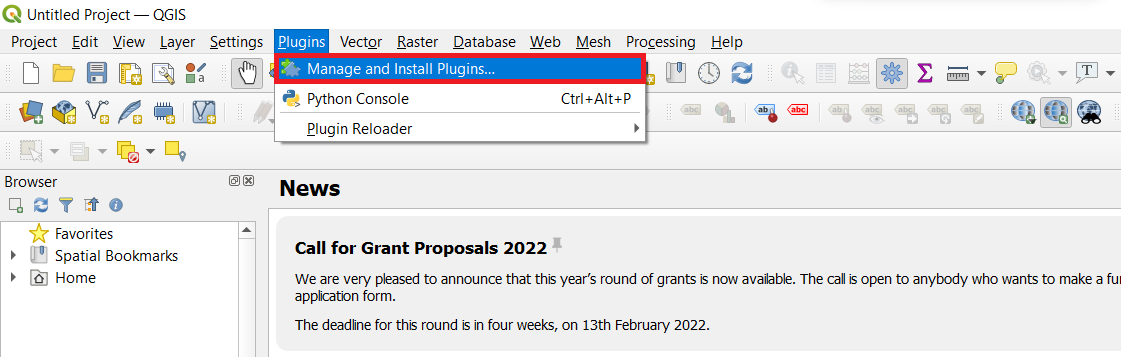 Untitled Project — QGIS
Project Edit View Layer Settings Plugins Vector Raster Database Web Mesh Processing Help
Manage and Install Plugins...
Python Console Ctrl+Alt+P
Plugin Reloader
abc ab abc
Browser
News
Favorites
Spatial Bookmarks
Home
Call for Grant Proposals 2022
We are very pleased to announce that this year's round of grants is now available. The call is open to anybody who wants to make a fu
application form.
The deadline for this round is in four weeks, on 13th February 2022.